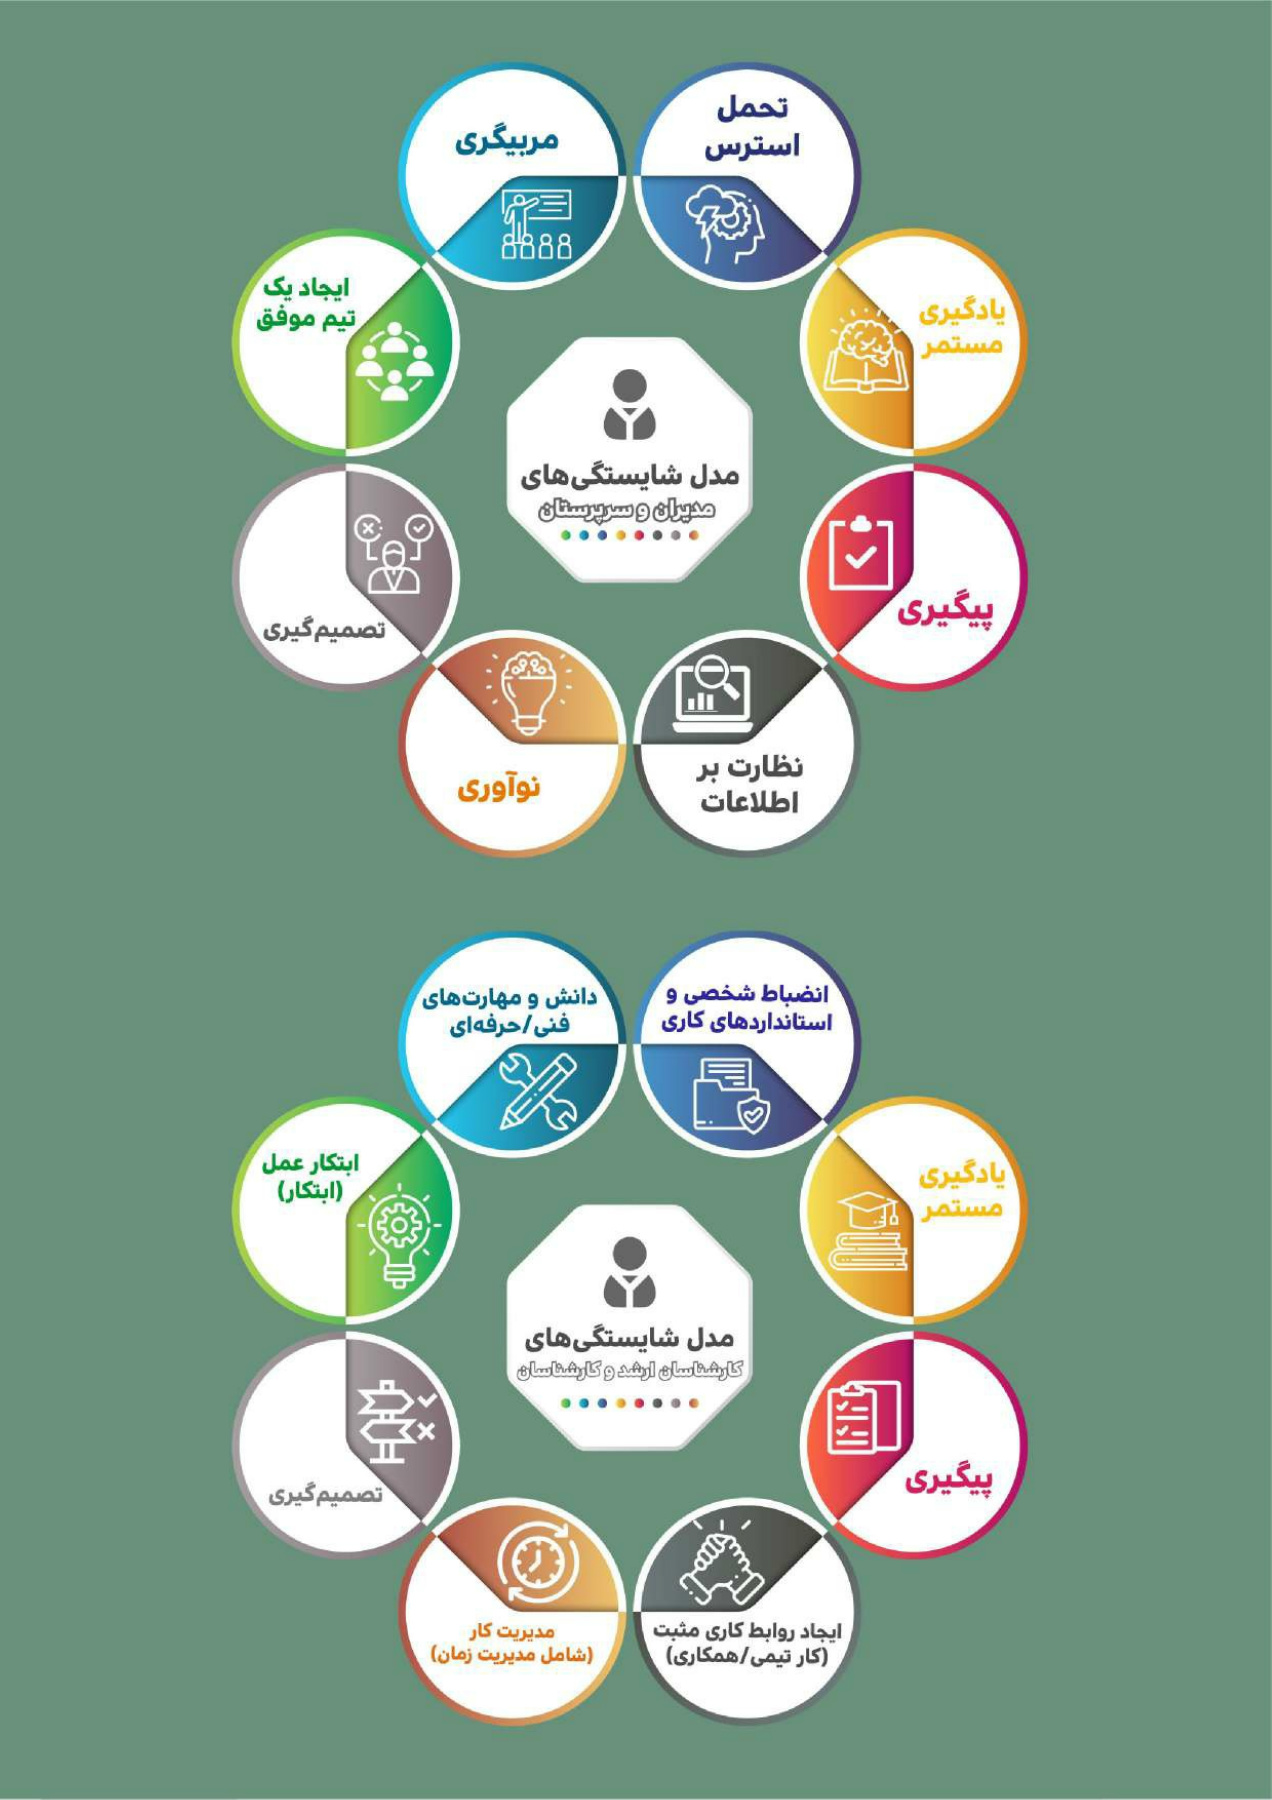 تحمل
استرس
مربیگری
یادگیری
مستمر
ایجاد یک
تیم موفق
مدل شایستگی‌های
مدیران و سرپرستان
پیگیری
تصمیم‌گیری
نظارت بر
اطلاعات
نوآوری
انضباط شخصی و
استانداردهای کاری
دانش و مهارت‌های
فنی/حرفه‌ای
یادگیری
مستمر
ابتکار عمل
(ابتکار)
مدل شایستگی‌های
کارشناسان ارشد و کارشناسان
پیگیری
تصمیم‌گیری
ایجاد روابط کاری مثبت
(کار تیمی/همکاری)
مدیریت کار
(شامل مدیریت زمان)